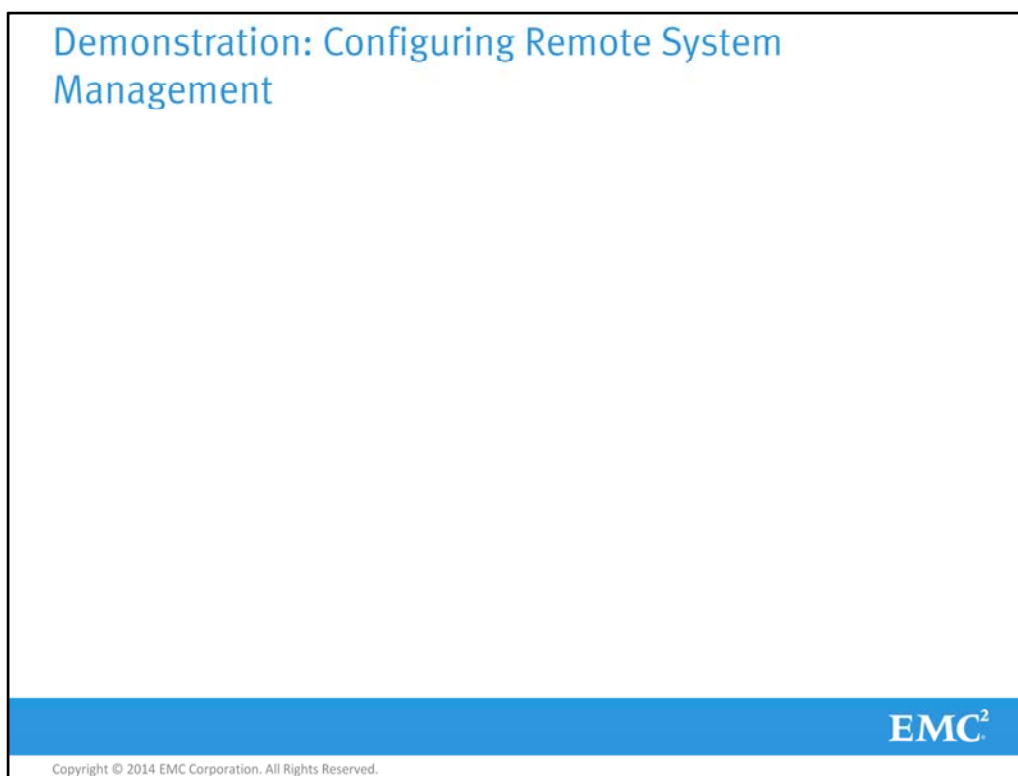 Demonstration: Configuring Remote System
Management
EMC²
Copyright © 2014 EMC Corporation. All Rights Reserved.